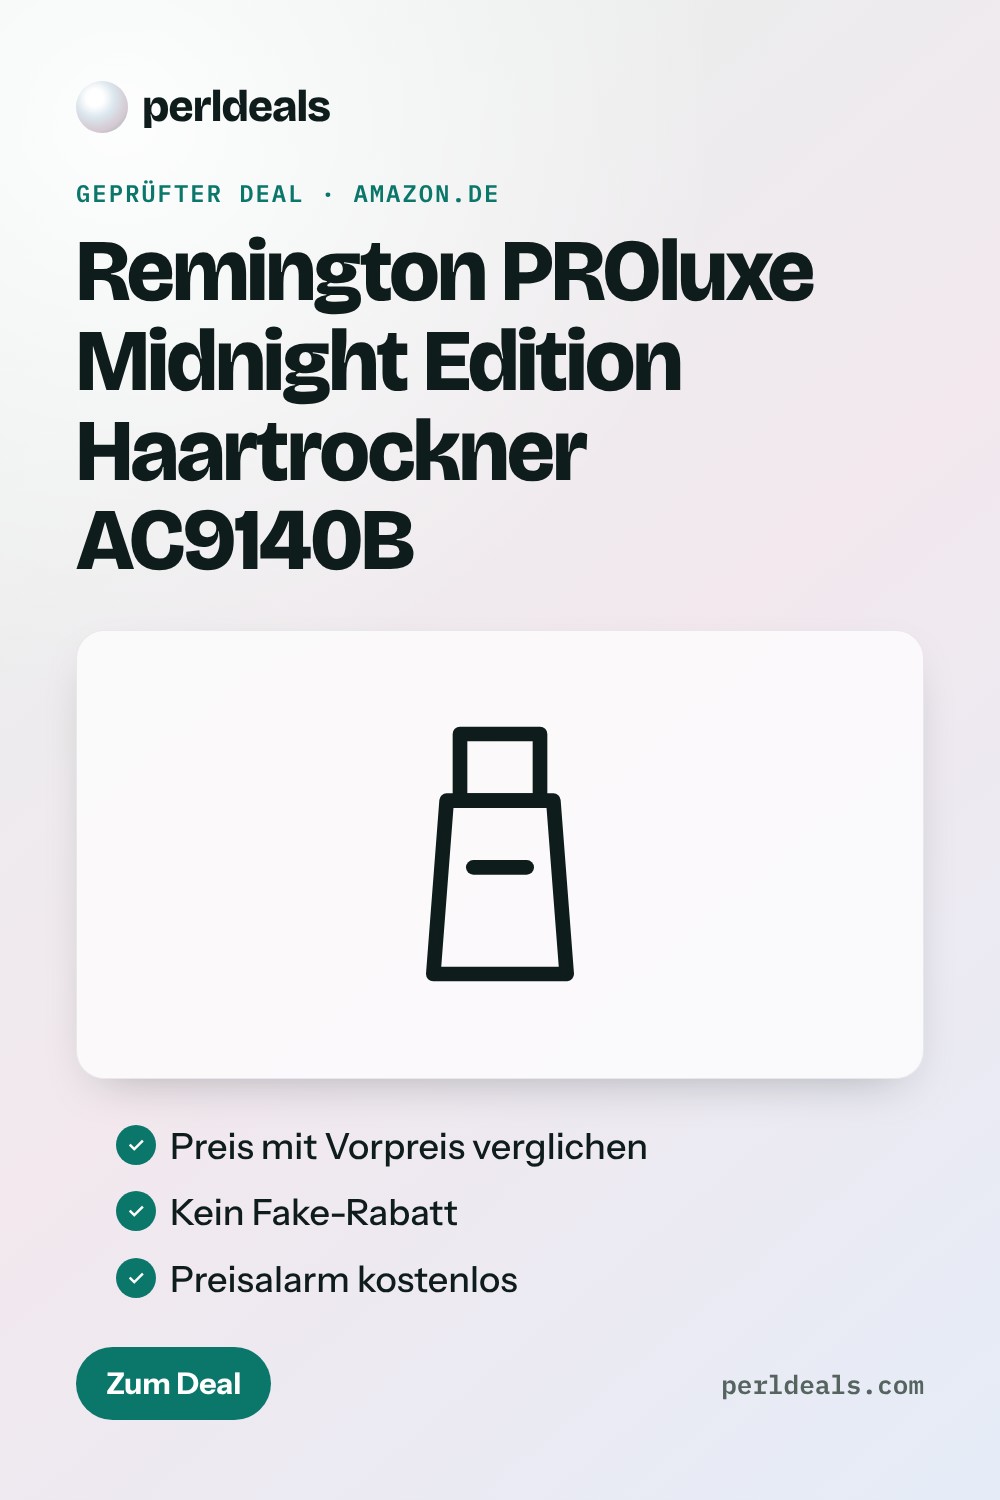 perldeals
GEPRÜFTER DEAL · AMAZON.DE
Remington PROluxe
Midnight Edition
Haartrockner
AC9140B
Preis mit Vorpreis verglichen
Kein Fake-Rabatt
Preisalarm kostenlos
Zum Deal
perldeals.com